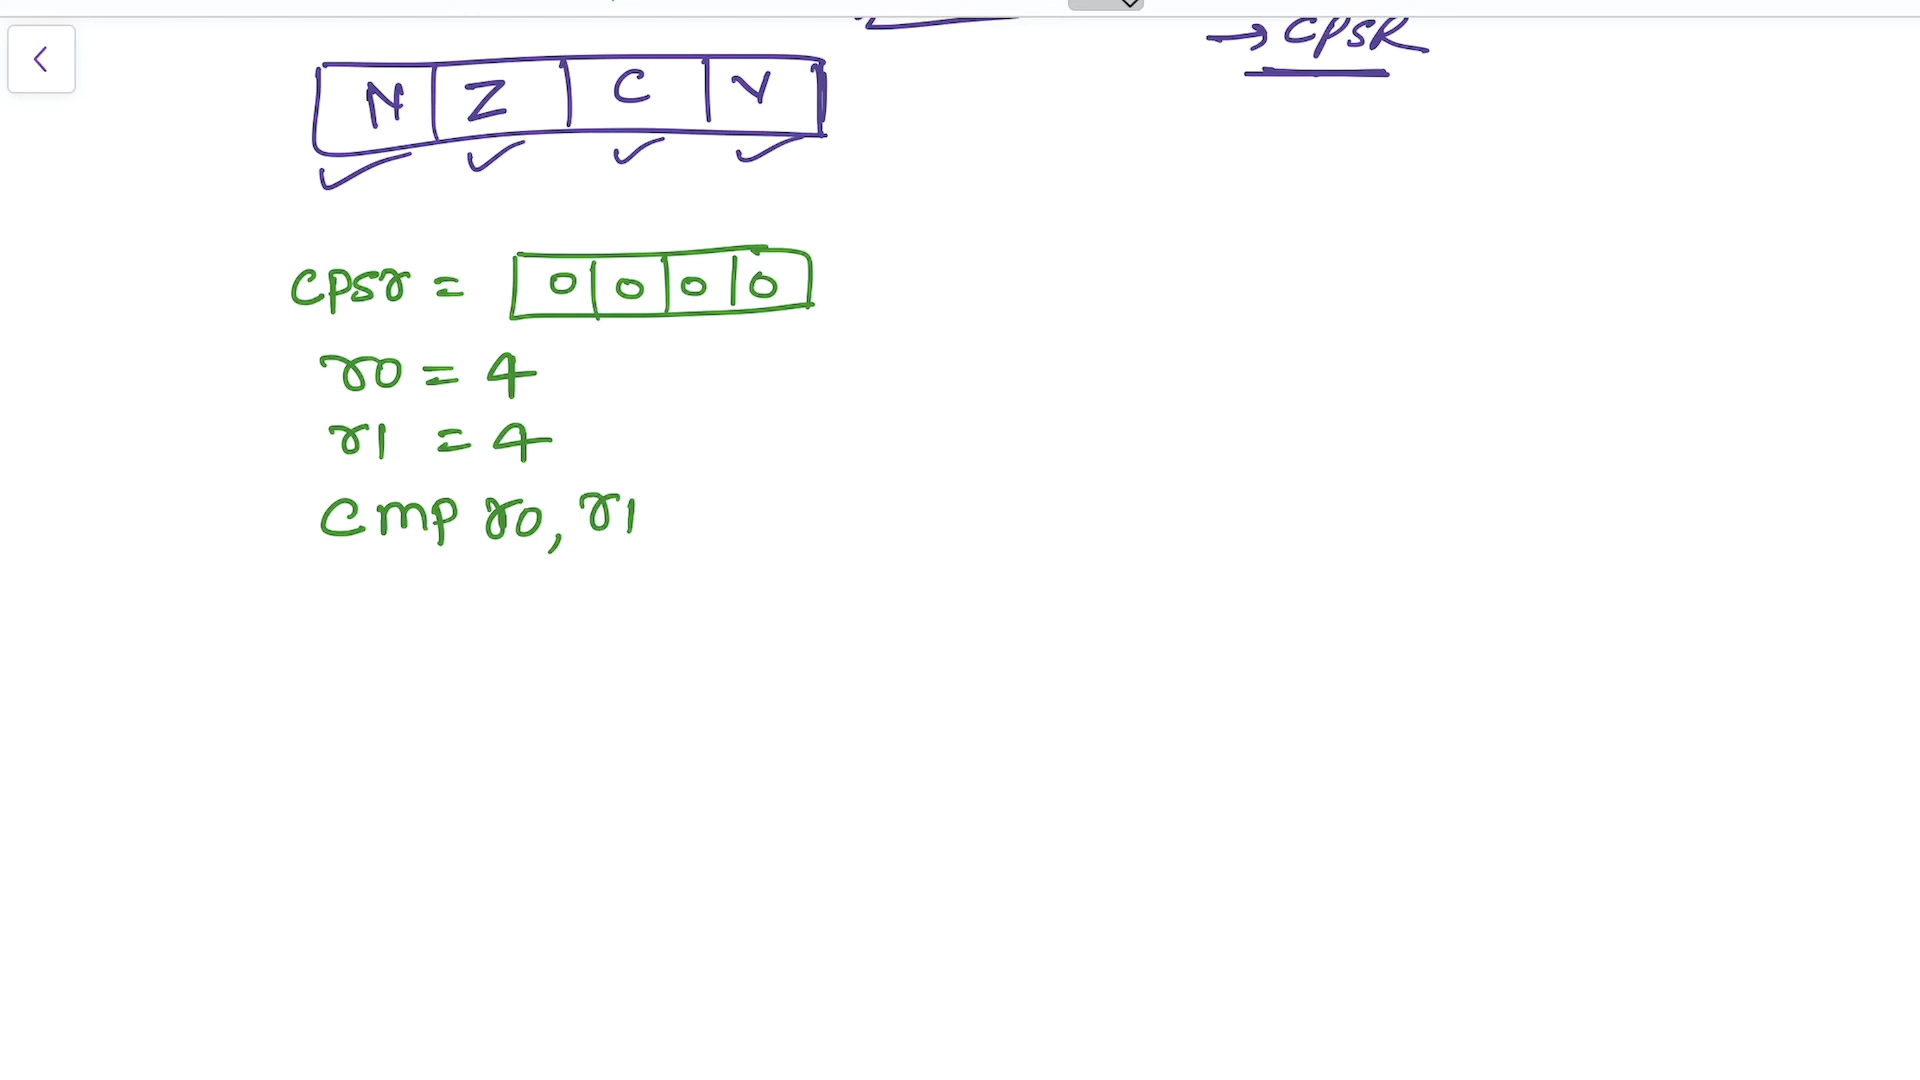 → CPSR
N Z C V
cpsr = 0 0 0 0
r0 = 4
r1 = 4
cmp r0, r1